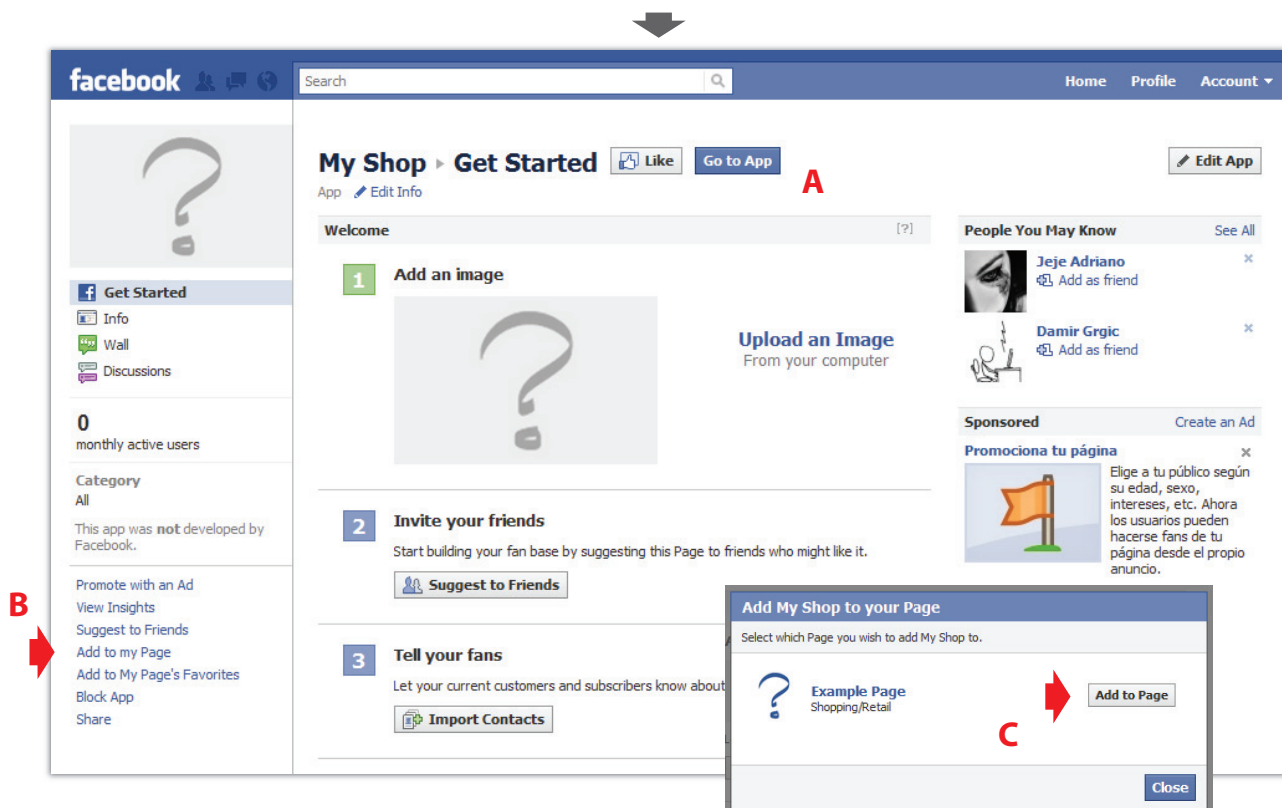 facebook
Search
Home Profile Account
My Shop ▸ Get Started Like Go to App
A
Edit App
App Edit Info
Get Started
Info
Wall
Discussions
0
monthly active users
Category
All
This app was not developed by
Facebook.
B
Promote with an Ad
View Insights
Suggest to Friends
Add to my Page
Add to My Page's Favorites
Block App
Share
Welcome [?]
1 Add an image
Upload an Image
From your computer
2 Invite your friends
Start building your fan base by suggesting this Page to friends who might like it.
Suggest to Friends
3 Tell your fans
Let your current customers and subscribers know about
Import Contacts
People You May Know See All
Jeje Adriano
Add as friend
Damir Grgic
Add as friend
Sponsored Create an Ad
Promociona tu página
Elige a tu público según
su edad, sexo,
intereses, etc. Ahora
los usuarios pueden
hacerse fans de tu
página desde el propio
anuncio.
Add My Shop to your Page
Select which Page you wish to add My Shop to.
Example Page
Shopping/Retail
Add to Page
C
Close